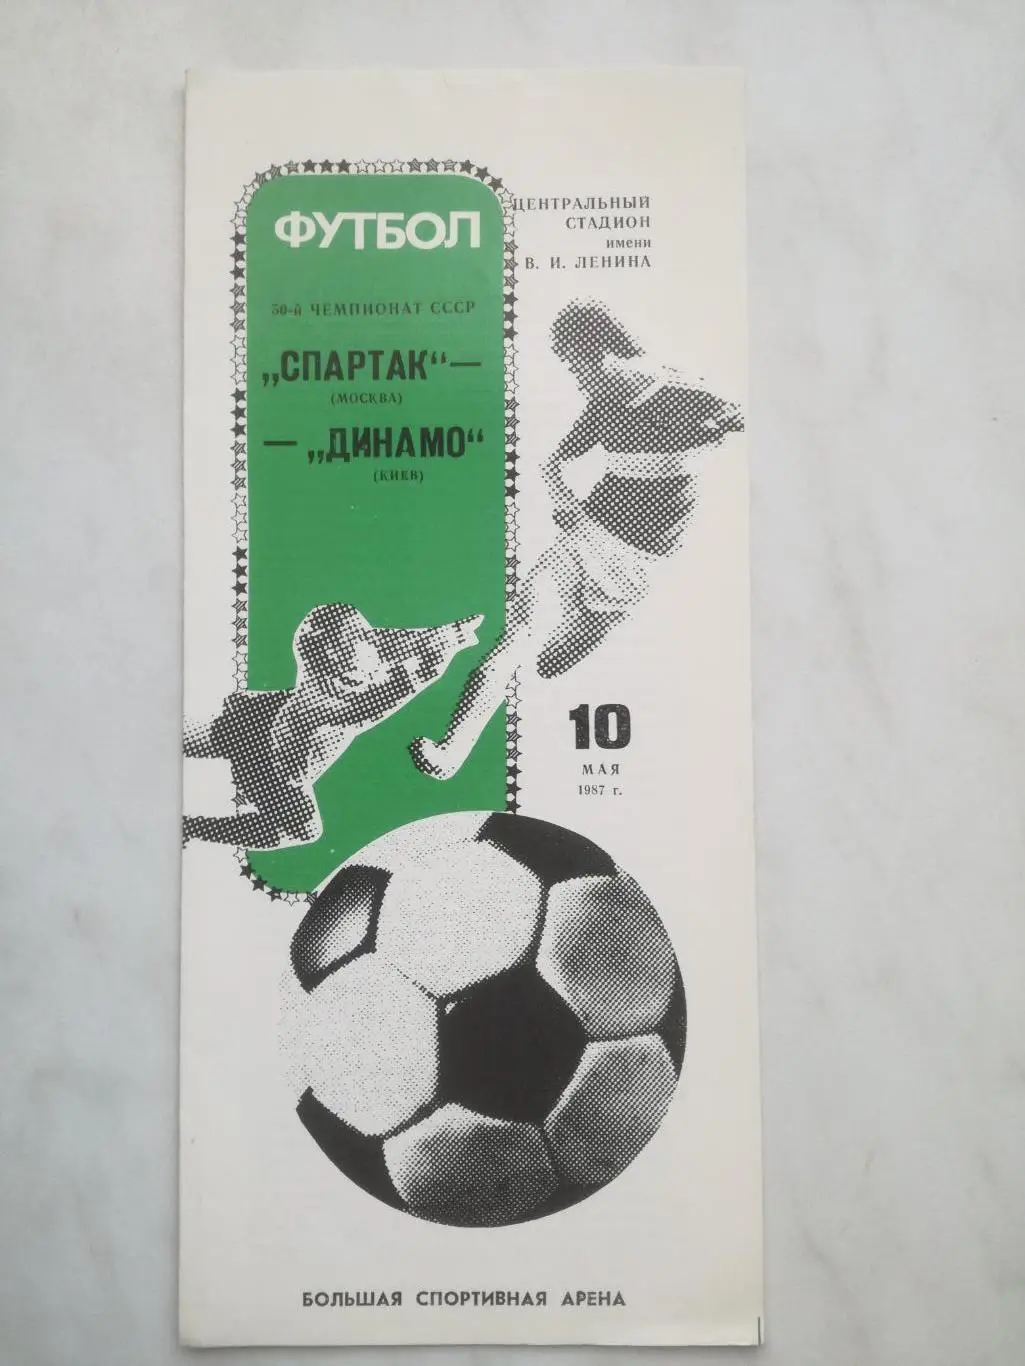 ФУТБОЛ
ЦЕНТРАЛЬНЫЙ
СТАДИОН
имени
В. И. ЛЕНИНА
50-й ЧЕМПИОНАТ СССР
„СПАРТАК“—
(МОСКВА)
— „ДИНАМО“
(КИЕВ)
10
МАЯ
1987 г.
БОЛЬШАЯ СПОРТИВНАЯ АРЕНА